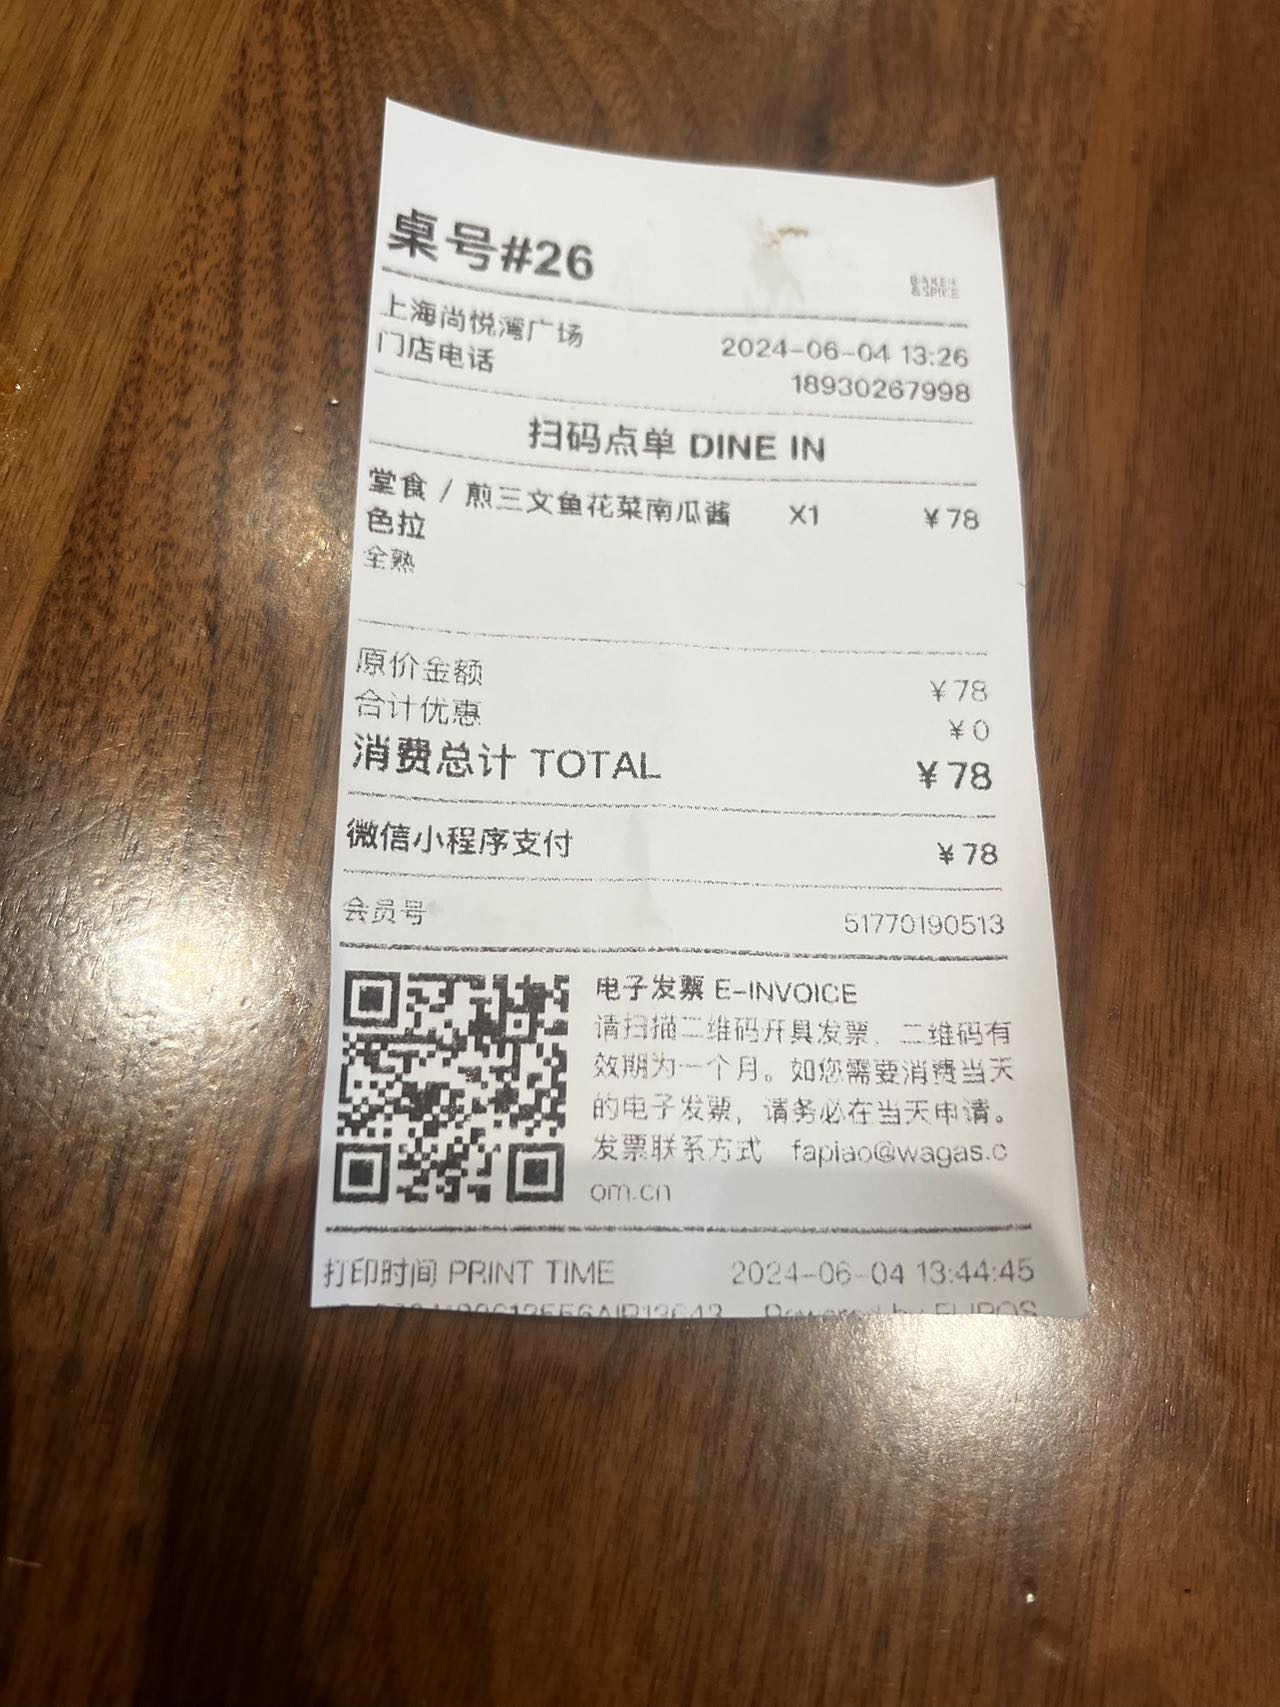 桌号#26
BAKER
&SPICE
上海尚悦湾广场 2024-06-04 13:26
门店电话 18930267998
扫码点单 DINE IN
堂食 / 煎三文鱼花菜南瓜酱 X1 ¥78
色拉
全熟
原价金额 ¥78
合计优惠 ¥0
消费总计 TOTAL ¥78
微信小程序支付 ¥78
会员号 51770190513
电子发票 E-INVOICE
请扫描二维码开具发票，二维码有
效期为一个月。如您需要消费当天
的电子发票，请务必在当天申请。
发票联系方式 fapiao@wagas.c
om.cn
打印时间 PRINT TIME 2024-06-04 13:44:45
Powered by